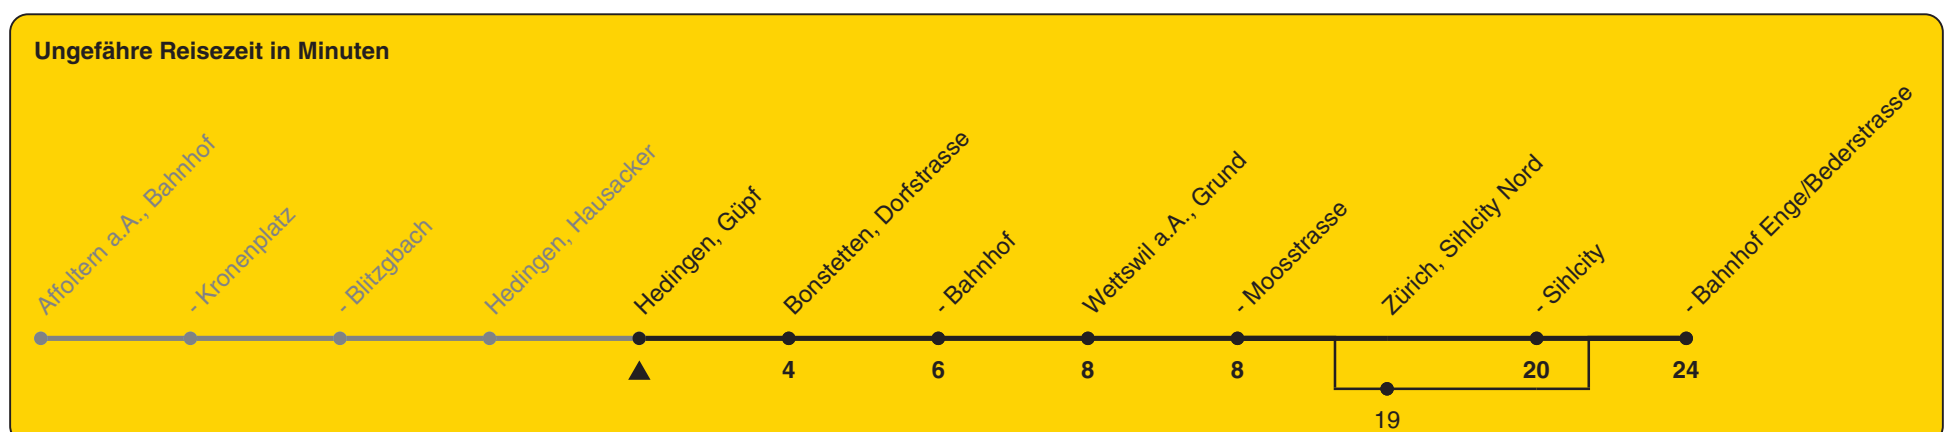 Ungefähre Reisezeit in Minuten
Affoltern a.A., Bahnhof
- Kronenplatz
- Blitzgbach
Hedingen, Hausacker
Hedingen, Güpf
Bonstetten, Dorfstrasse
- Bahnhof
Wettswil a.A., Grund
- Moosstrasse
Zürich, Sihlcity Nord
- Sihlcity
- Bahnhof Enge/Bederstrasse
4
6
8
8
20
24
19